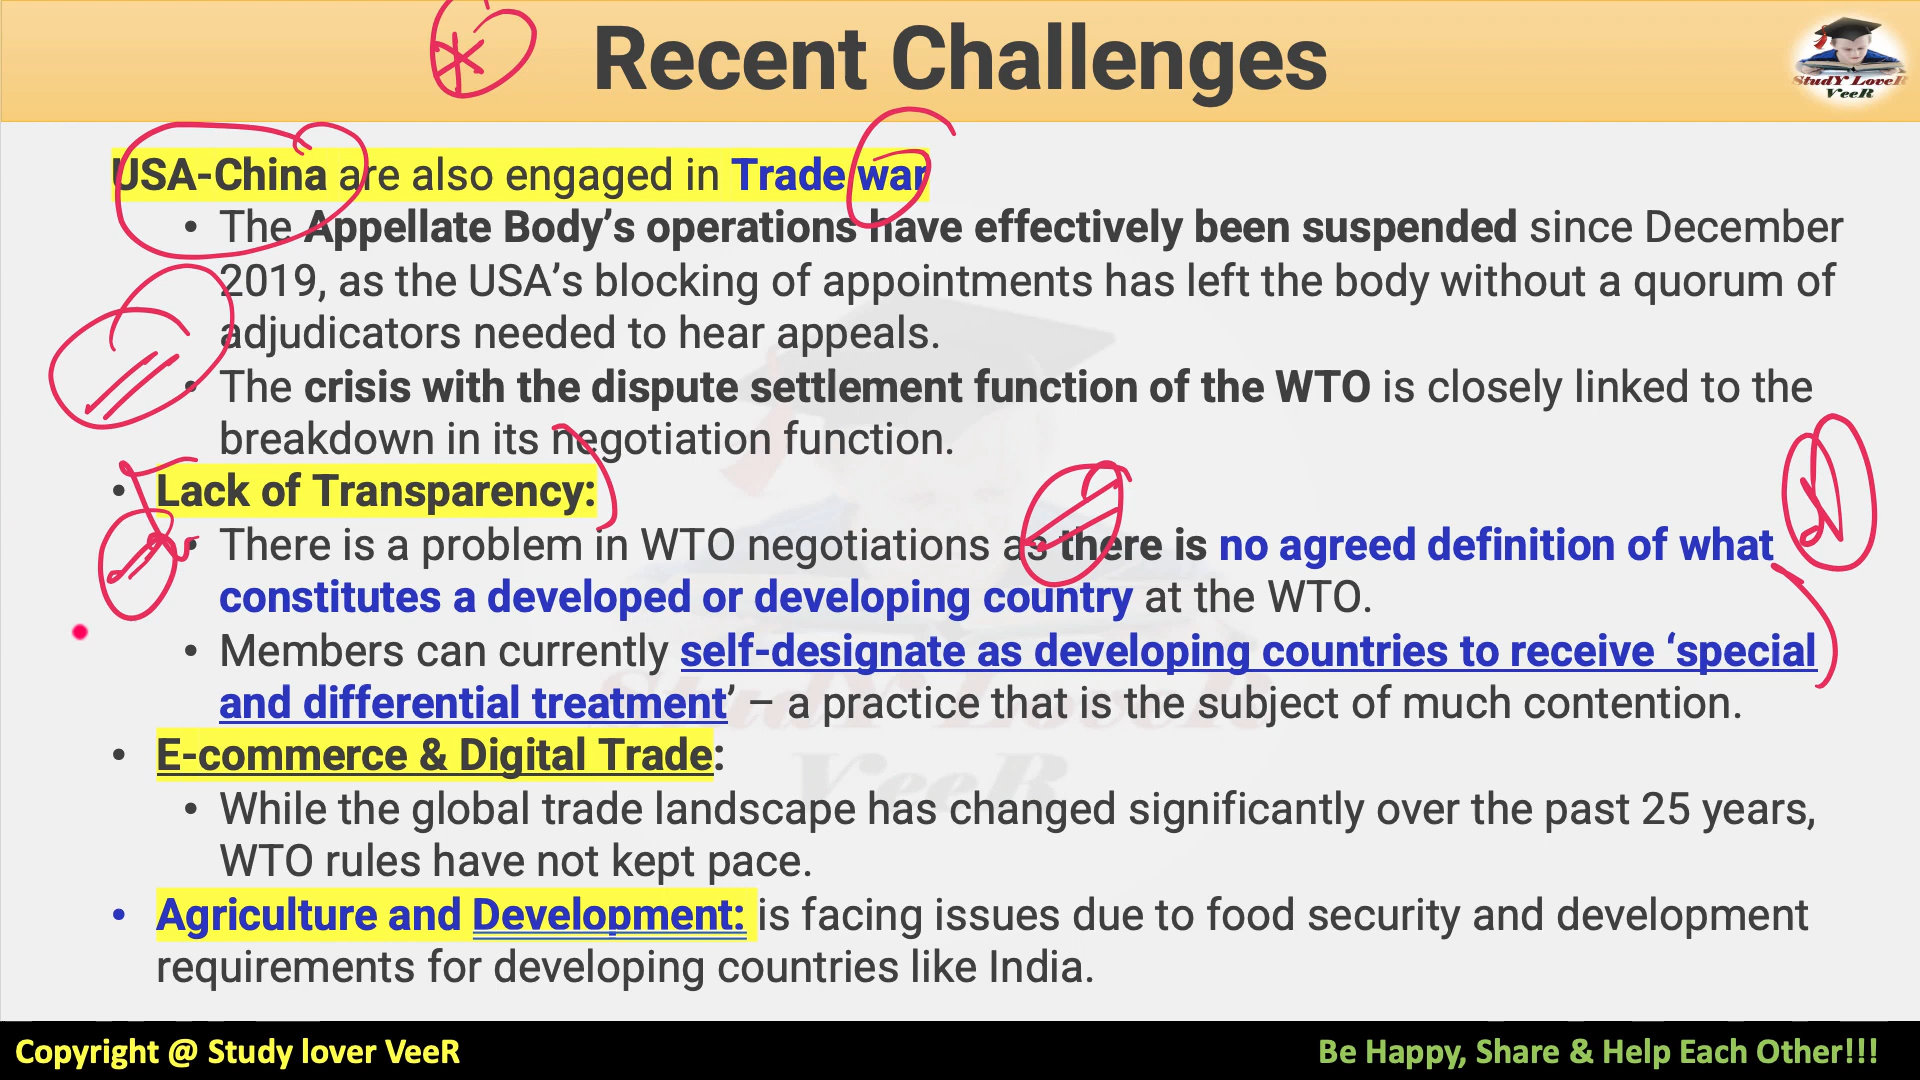 Recent Challenges
StudY LoveR
VeeR
USA-China are also engaged in Trade war
• The Appellate Body’s operations have effectively been suspended since December
2019, as the USA’s blocking of appointments has left the body without a quorum of
adjudicators needed to hear appeals.
• The crisis with the dispute settlement function of the WTO is closely linked to the
breakdown in its negotiation function.
• Lack of Transparency:
• There is a problem in WTO negotiations as there is no agreed definition of what
constitutes a developed or developing country at the WTO.
• Members can currently self-designate as developing countries to receive ‘special
and differential treatment’ – a practice that is the subject of much contention.
• E-commerce & Digital Trade:
• While the global trade landscape has changed significantly over the past 25 years,
WTO rules have not kept pace.
• Agriculture and Development: is facing issues due to food security and development
requirements for developing countries like India.
StudY LoveR
VeeR
Copyright @ Study lover VeeR
Be Happy, Share & Help Each Other!!!